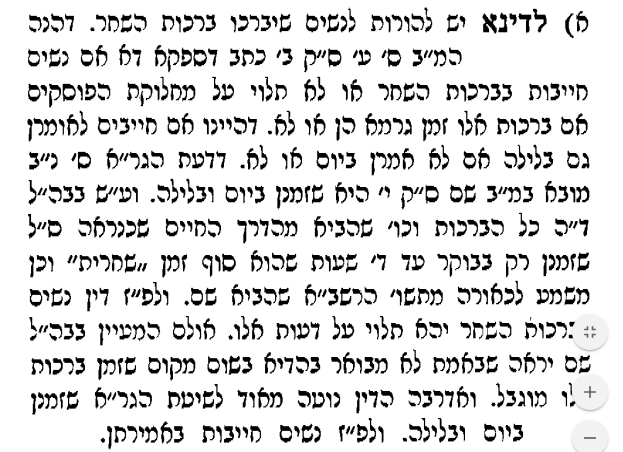 א) לדינא יש להורות לנשים שיברכו ברכות השחר. דהנה
המ״ב ס׳ ע׳ ס״ק ב׳ כתב דספקא דא אם נשים
חייבות בברכות השחר או לא תלוי על מחלוקת הפוסקים
אם ברכות אלו זמן גרמא הן או לא. דהיינו אם חייבים לאומרן
גם בלילה אם לא אמרן ביום או לא. דדעת הגר״א ס׳ נ״ב
מובא במ״ב שם ס״ק י׳ היא שזמנן ביום ובלילה. וע״ש בבה״ל
ד״ה כל הברכות וכו׳ שהביא מהדרך החיים שכנראה ס״ל
שזמנן רק בבוקר עד ד׳ שעות שהוא סוף זמן „שחרית״ וכן
משמע לכאורה מתשו׳ הרשב״א שהביא שם. ולפ״ז דין נשים
בברכות השחר יהא תלוי על דעות אלו. אולם המעיין בבה״ל
שם יראה שבאמת לא מבואר בהדיא בשום מקום שזמן ברכות
מוגבל. ואדרבה הדין נוטה מאוד לשיטת הגר״א שזמנן
ביום ובלילה. ולפ״ז נשים חייבות באמירתן.